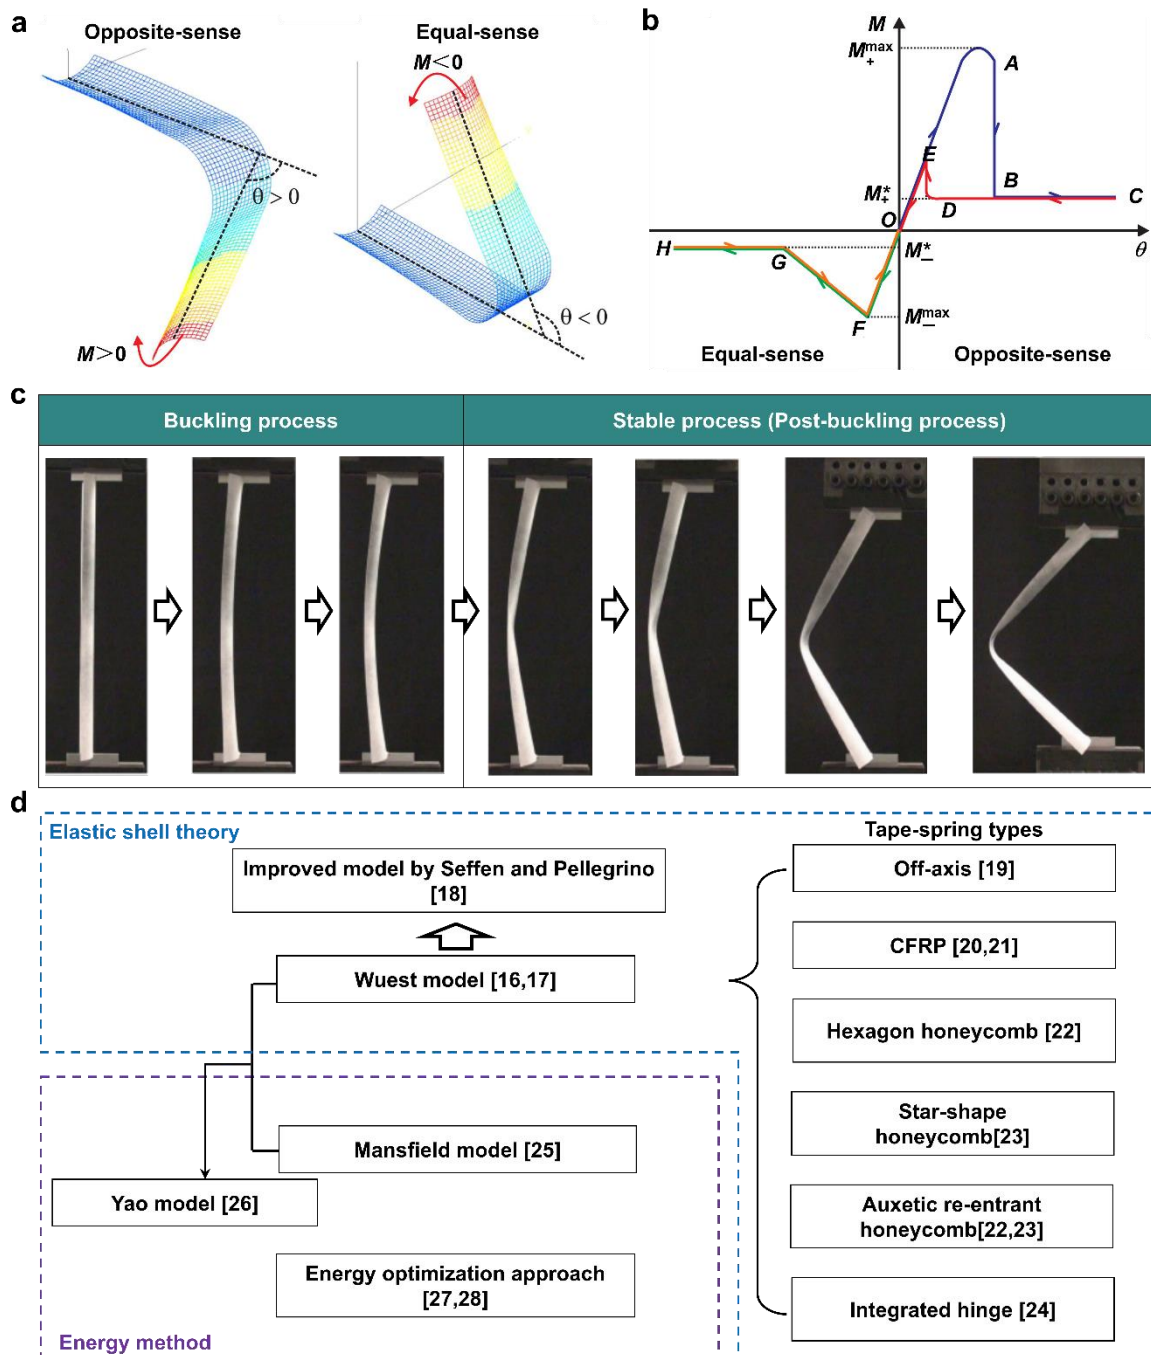 a
Opposite-sense
Equal-sense
M<0
θ > 0
θ < 0
M>0
b
M
M₊ᵐᵃˣ
A
E
B
M₊*
D
C
O
H
G
M₋*
θ
F
M₋ᵐᵃˣ
Equal-sense
Opposite-sense
c
Buckling process
Stable process (Post-buckling process)
d
Elastic shell theory
Tape-spring types
Improved model by Seffen and Pellegrino
[18]
Wuest model [16,17]
Off-axis [19]
CFRP [20,21]
Hexagon honeycomb [22]
Star-shape
honeycomb[23]
Auxetic re-entrant
honeycomb[22,23]
Integrated hinge [24]
Mansfield model [25]
Yao model [26]
Energy optimization approach
[27,28]
Energy method